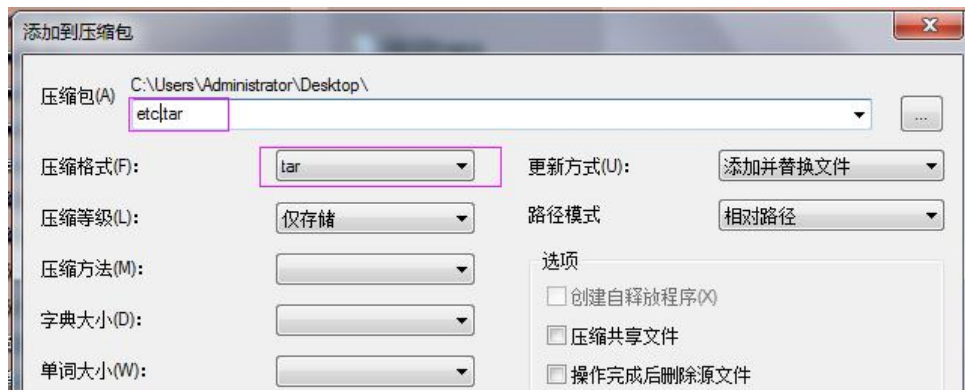 添加到压缩包
C:\Users\Administrator\Desktop\
压缩包(A)
etc.tar
...
压缩格式(F):
tar
更新方式(U):
添加并替换文件
压缩等级(L):
仅存储
路径模式
相对路径
压缩方法(M):
选项
创建自释放程序(X)
字典大小(D):
压缩共享文件
单词大小(W):
操作完成后删除源文件